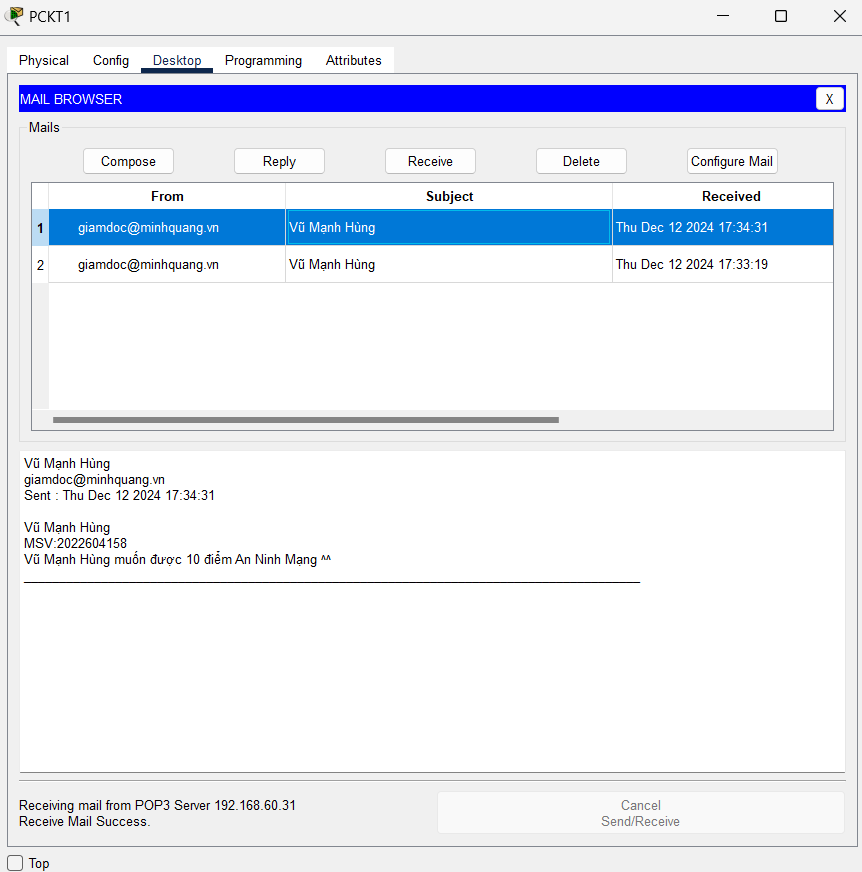 PCKT1
Physical Config Desktop Programming Attributes
MAIL BROWSER X
Mails
Compose Reply Receive Delete Configure Mail
From Subject Received
1 giamdoc@minhquang.vn Vũ Mạnh Hùng Thu Dec 12 2024 17:34:31
2 giamdoc@minhquang.vn Vũ Mạnh Hùng Thu Dec 12 2024 17:33:19
Vũ Mạnh Hùng
giamdoc@minhquang.vn
Sent : Thu Dec 12 2024 17:34:31
Vũ Mạnh Hùng
MSV:2022604158
Vũ Mạnh Hùng muốn được 10 điểm An Ninh Mạng ^^
Receiving mail from POP3 Server 192.168.60.31
Receive Mail Success.
Cancel
Send/Receive
Top